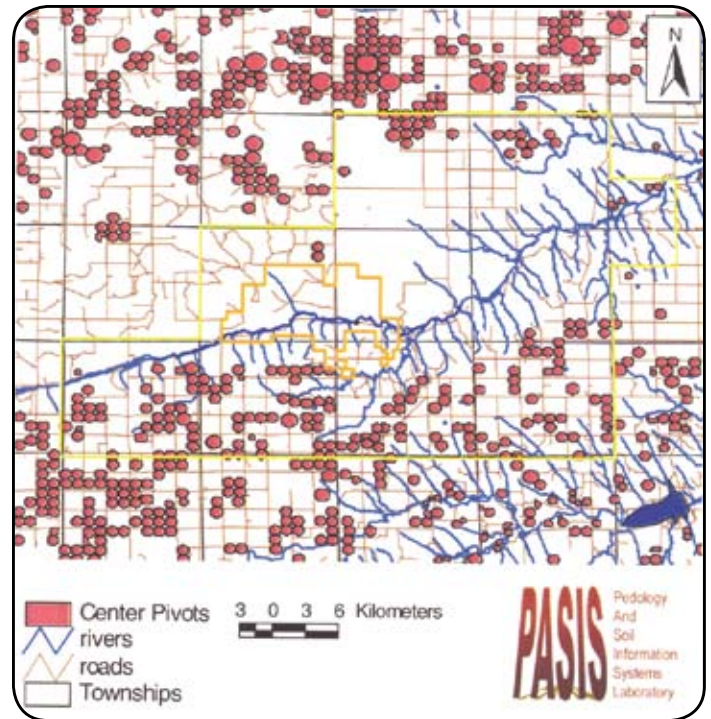 N
Center Pivots
rivers
roads
Townships
3 0 3 6 Kilometers
PASIS
Pedology
And
Soil
Information
Systems
Laboratory